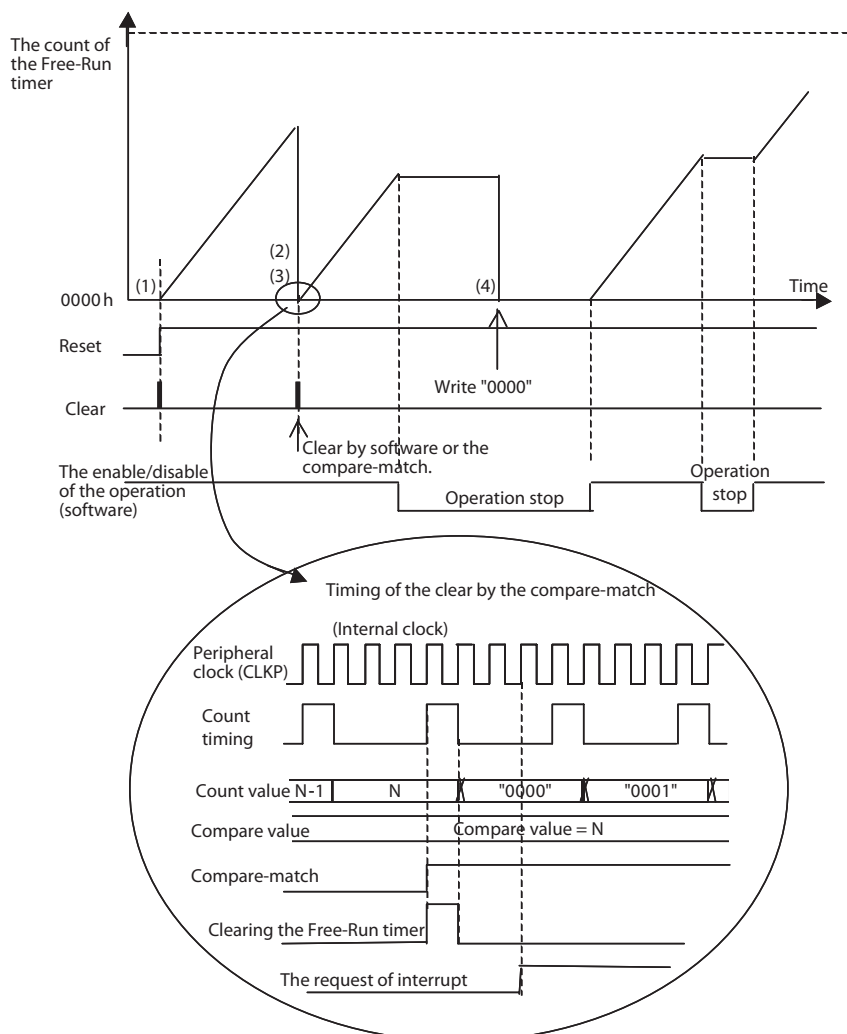 The count of
the Free-Run
timer
(2)
(3)
(1)
(4)
0000 h
Time
Reset
Write "0000"
Clear
Clear by software or the
compare-match.
The enable/disable
of the operation
(software)
Operation stop
Operation
stop
Timing of the clear by the compare-match
(Internal clock)
Peripheral
clock (CLKP)
Count
timing
Count value N-1 N "0000" "0001"
Compare value Compare value = N
Compare-match
Clearing the Free-Run timer
The request of interrupt